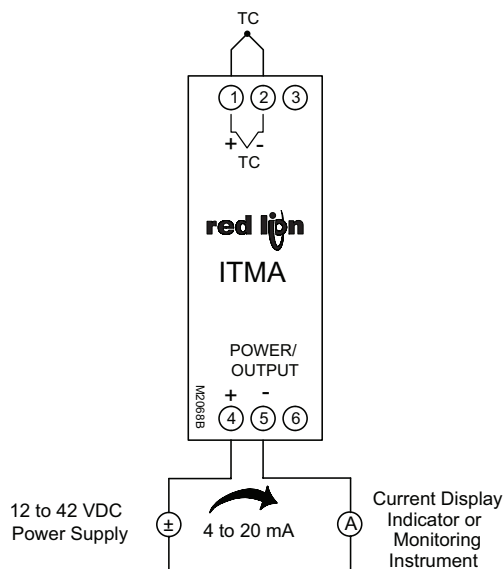 TC
1 2 3
+ -
TC
red lion
ITMA
POWER/
OUTPUT
M2068B
+ -
4 5 6
12 to 42 VDC
Power Supply
±
4 to 20 mA
A
Current Display
Indicator or
Monitoring
Instrument